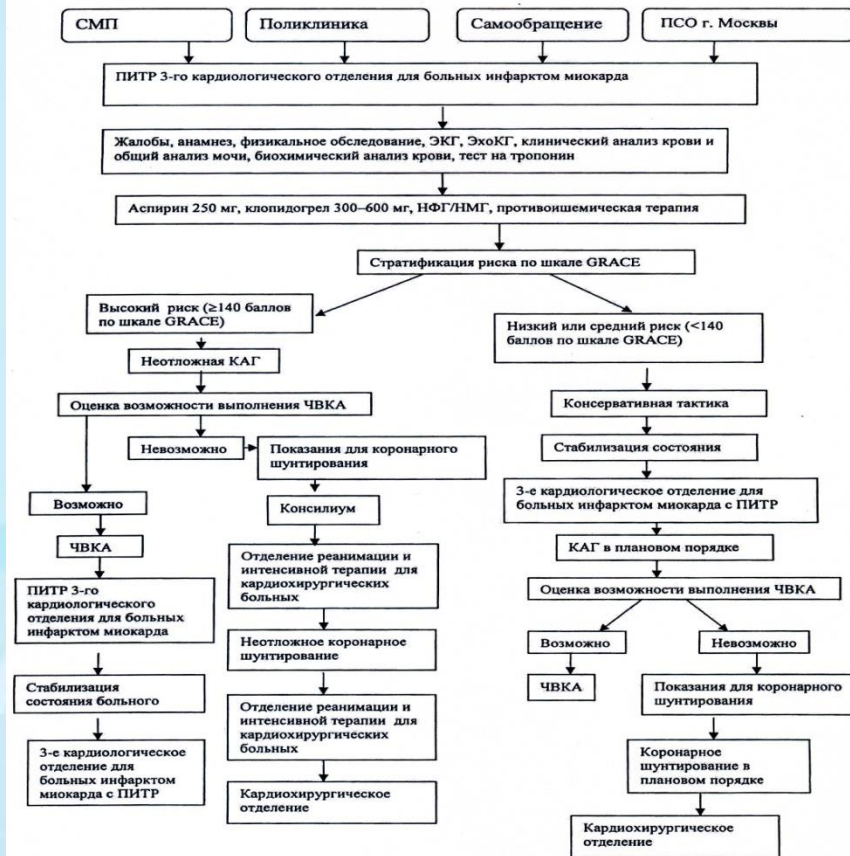 СМП
Поликлиника
Самообращение
ПСО г. Москвы
ПИТР 3-го кардиологического отделения для больных инфарктом миокарда
Жалобы, анамнез, физикальное обследование, ЭКГ, ЭхоКГ, клинический анализ крови и
общий анализ мочи, биохимический анализ крови, тест на тропонин
Аспирин 250 мг, клопидогрел 300–600 мг, НФГ/НМГ, противоишемическая терапия
Стратификация риска по шкале GRACE
Высокий риск (≥140 баллов
по шкале GRACE)
Неотложная КАГ
Оценка возможности выполнения ЧВКА
Невозможно
Показания для коронарного
шунтирования
Возможно
ЧВКА
ПИТР 3-го
кардиологического
отделения для больных
инфарктом миокарда
Стабилизация
состояния больного
3-е кардиологическое
отделение для
больных инфарктом
миокарда с ПИТР
Консилиум
Отделение реанимации и
интенсивной терапии для
кардиохирургических
больных
Неотложное коронарное
шунтирование
Отделение реанимации и
интенсивной терапии для
кардиохирургических
больных
Кардиохирургическое
отделение
Низкий или средний риск (<140
баллов по шкале GRACE)
Консервативная тактика
Стабилизация состояния
3-е кардиологическое отделение для
больных инфарктом миокарда с ПИТР
КАГ в плановом порядке
Оценка возможности выполнения ЧВКА
Возможно
ЧВКА
Невозможно
Показания для коронарного
шунтирования
Коронарное
шунтирование в
плановом порядке
Кардиохирургическое
отделение